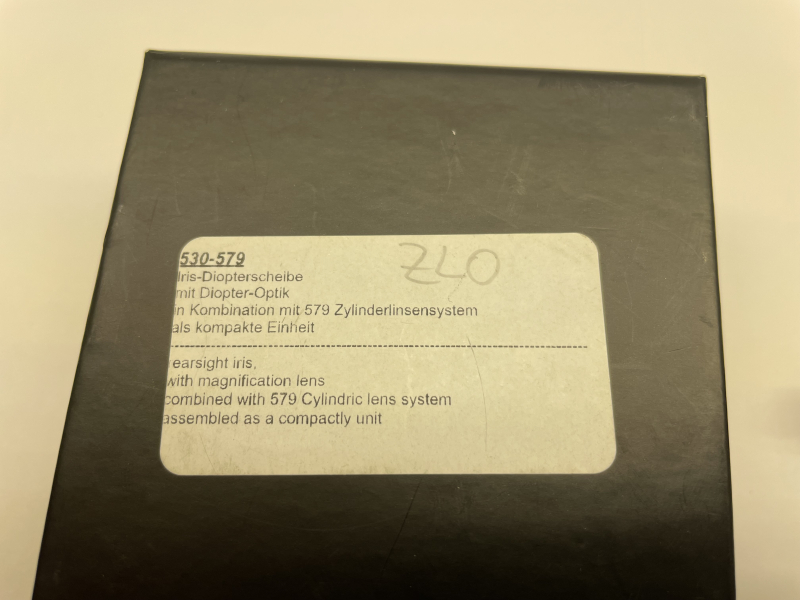 530-579
ZLO
Iris-Diopterscheibe
mit Diopter-Optik
in Kombination mit 579 Zylinderlinsensystem
als kompakte Einheit
earsight iris,
with magnification lens
combined with 579 Cylindric lens system
assembled as a compactly unit